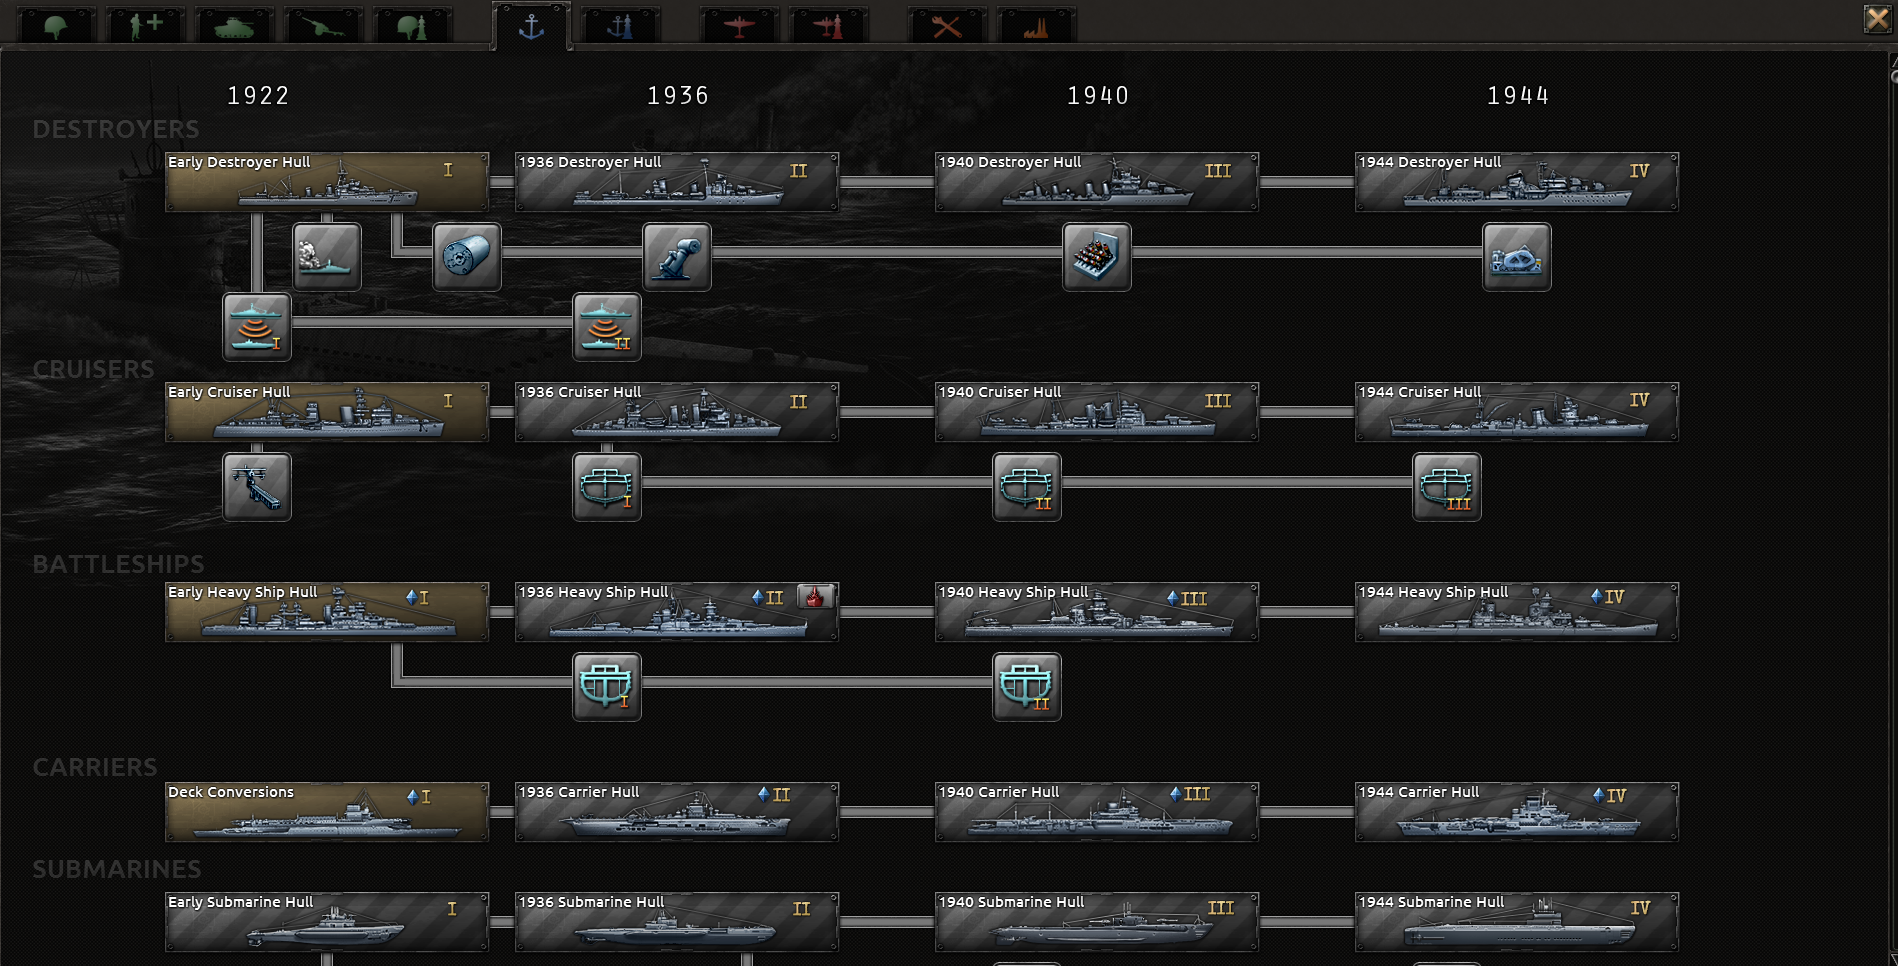 1922 1936 1940 1944
DESTROYERS
Early Destroyer Hull I 1936 Destroyer Hull II 1940 Destroyer Hull III 1944 Destroyer Hull IV
I II
CRUISERS
Early Cruiser Hull I 1936 Cruiser Hull II 1940 Cruiser Hull III 1944 Cruiser Hull IV
I II III
BATTLESHIPS
Early Heavy Ship Hull I 1936 Heavy Ship Hull II 1940 Heavy Ship Hull III 1944 Heavy Ship Hull IV
I II
CARRIERS
Deck Conversions I 1936 Carrier Hull II 1940 Carrier Hull III 1944 Carrier Hull IV
SUBMARINES
Early Submarine Hull I 1936 Submarine Hull II 1940 Submarine Hull III 1944 Submarine Hull IV